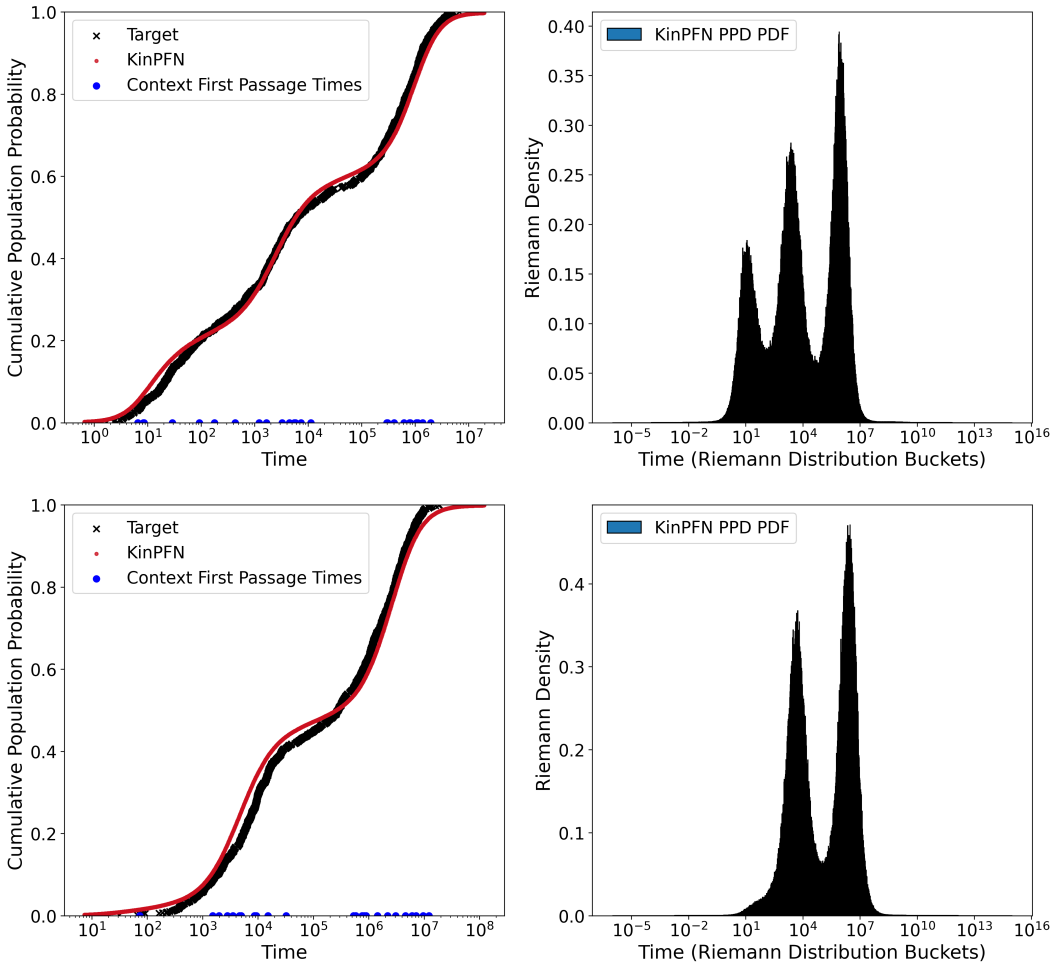 Cumulative Population Probability
1.0
0.8
0.6
0.4
0.2
0.0
Target
KinPFN
Context First Passage Times
10^0 10^1 10^2 10^3 10^4 10^5 10^6 10^7
Time
Riemann Density
0.40
0.35
0.30
0.25
0.20
0.15
0.10
0.05
0.00
KinPFN PPD PDF
10^-5 10^-2 10^1 10^4 10^7 10^10 10^13 10^16
Time (Riemann Distribution Buckets)
Cumulative Population Probability
1.0
0.8
0.6
0.4
0.2
0.0
Target
KinPFN
Context First Passage Times
10^1 10^2 10^3 10^4 10^5 10^6 10^7 10^8
Time
Riemann Density
0.4
0.3
0.2
0.1
0.0
KinPFN PPD PDF
10^-5 10^-2 10^1 10^4 10^7 10^10 10^13 10^16
Time (Riemann Distribution Buckets)